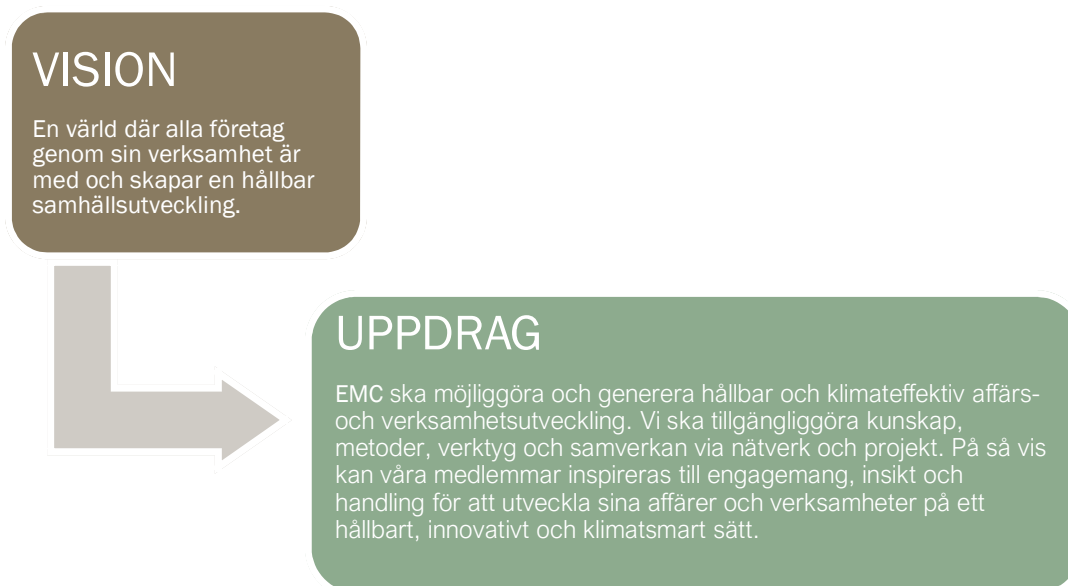 VISION
En värld där alla företag
genom sin verksamhet är
med och skapar en hållbar
samhällsutveckling.
UPPDRAG
EMC ska möjliggöra och generera hållbar och klimateffektiv affärs-
och verksamhetsutveckling. Vi ska tillgängliggöra kunskap,
metoder, verktyg och samverkan via nätverk och projekt. På så vis
kan våra medlemmar inspireras till engagemang, insikt och
handling för att utveckla sina affärer och verksamheter på ett
hållbart, innovativt och klimatsmart sätt.